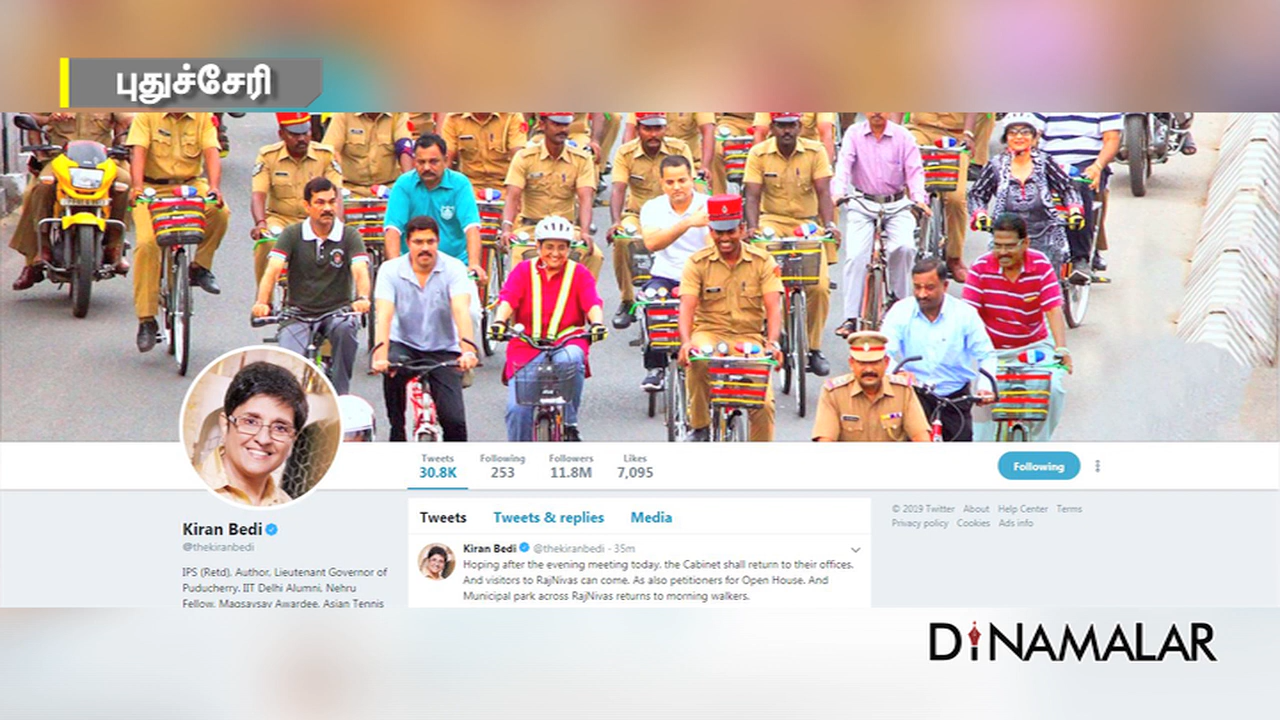 புதுச்சேரி
Tweets
30.8K
Following
253
Followers
11.8M
Likes
7,095
Following
Kiran Bedi
@thekiranbedi
IPS (Retd), Author, Lieutenant Governor of
Puducherry. IIT Delhi Alumni, Nehru
Fellow, Magsaysay Awardee, Asian Tennis
Tweets Tweets & replies Media
Kiran Bedi @thekiranbedi · 35m
Hoping after the evening meeting today, the Cabinet shall return to their offices.
And visitors to RajNivas can come. As also petitioners for Open House. And
Municipal park across RajNivas returns to morning walkers.
© 2019 Twitter About Help Center Terms
Privacy policy Cookies Ads info
DINAMALAR